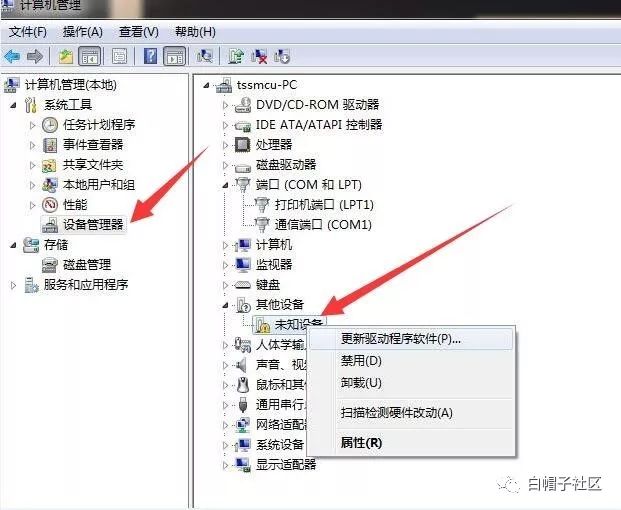 计算机管理
文件(F) 操作(A) 查看(V) 帮助(H)
计算机管理(本地)
系统工具
任务计划程序
事件查看器
共享文件夹
本地用户和组
性能
设备管理器
存储
磁盘管理
服务和应用程序
tssmcu-PC
DVD/CD-ROM 驱动器
IDE ATA/ATAPI 控制器
处理器
磁盘驱动器
端口 (COM 和 LPT)
打印机端口 (LPT1)
通信端口 (COM1)
计算机
监视器
键盘
其他设备
未知设备
人体学输
声音、视频
鼠标和其
通用串行
网络适配
系统设备
显示适配器
更新驱动程序软件(P)...
禁用(D)
卸载(U)
扫描检测硬件改动(A)
属性(R)
白帽子社区